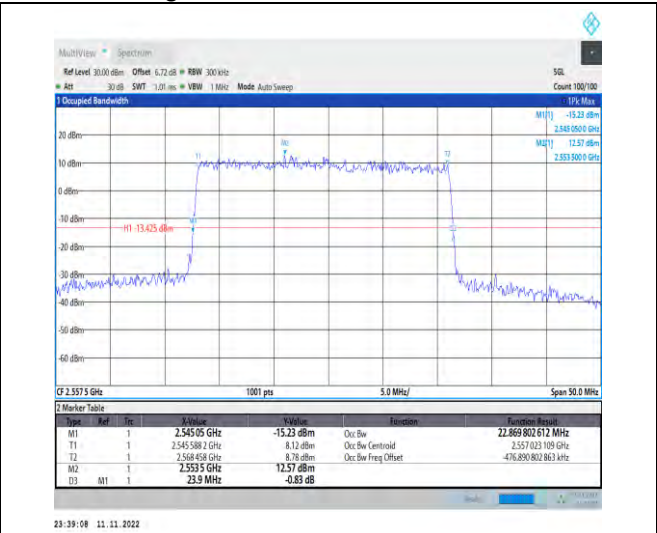 MultiView Spectrum
Ref Level 30.00 dBm Offset 6.72 dB RBW 300 kHz SGL
Att 30 dB SWT 1.01 ms VBW 1 MHz Mode Auto Sweep Count 100/100
1 Occupied Bandwidth 1Pk Max
M1[1] -15.23 dBm
2.545 050 0 GHz
M2[1] 12.57 dBm
2.553 500 0 GHz
20 dBm
M2
T1 T2
10 dBm
0 dBm
-10 dBm
M1
H1 -13.425 dBm
-20 dBm
-30 dBm
-40 dBm
-50 dBm
-60 dBm
CF 2.557 5 GHz 1001 pts 5.0 MHz/ Span 50.0 MHz
2 Marker Table
Type Ref Trc X-Value Y-Value Function Function Result
M1 1 2.545 05 GHz -15.23 dBm Occ Bw 22.869 802 612 MHz
T1 1 2.545 588 2 GHz 8.12 dBm Occ Bw Centroid 2.557 023 109 GHz
T2 1 2.568 458 GHz 8.78 dBm Occ Bw Freq Offset -476.890 802 863 kHz
M2 1 2.553 5 GHz 12.57 dBm
D3 M1 1 23.9 MHz -0.83 dB
23:39:08 11.11.2022